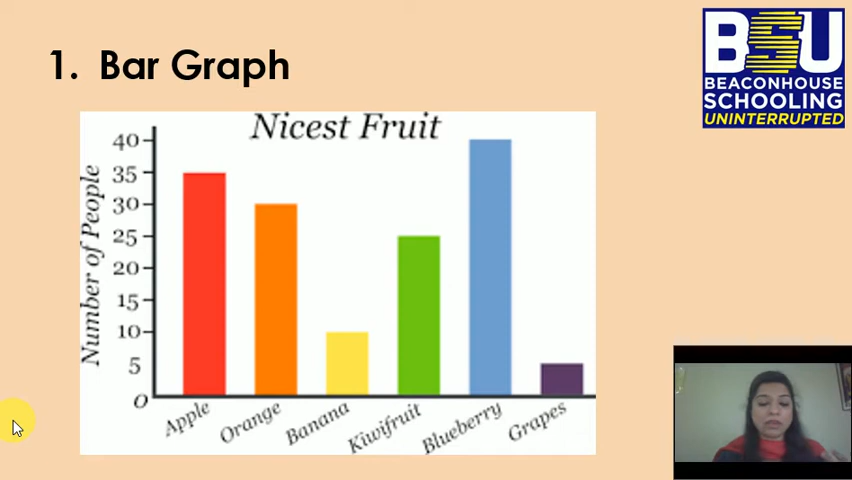 1. Bar Graph
BSU
BEACONHOUSE
SCHOOLING
UNINTERRUPTED
Nicest Fruit
Number of People
40
35
30
25
20
15
10
5
0
Apple
Orange
Banana
Kiwifruit
Blueberry
Grapes